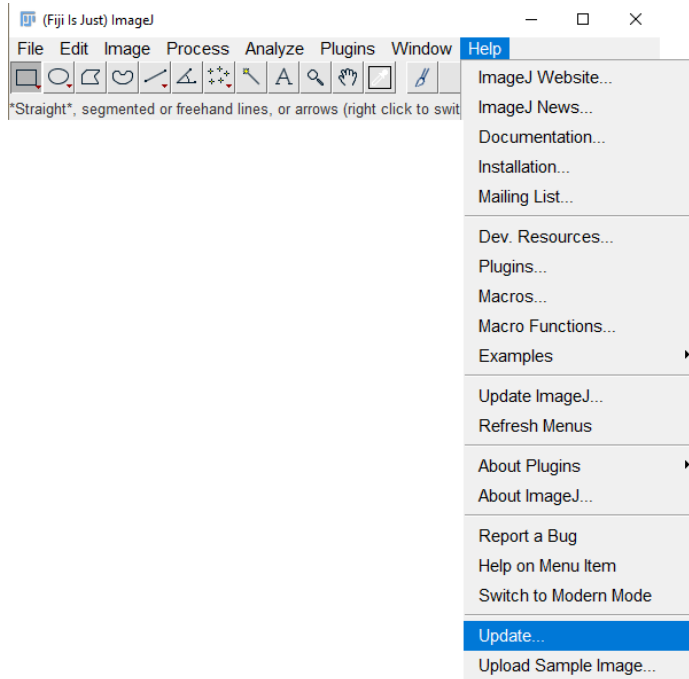 (Fiji Is Just) ImageJ
File Edit Image Process Analyze Plugins Window Help
A
*Straight*, segmented or freehand lines, or arrows (right click to swit
ImageJ Website...
ImageJ News...
Documentation...
Installation...
Mailing List...
Dev. Resources...
Plugins...
Macros...
Macro Functions...
Examples
Update ImageJ...
Refresh Menus
About Plugins
About ImageJ...
Report a Bug
Help on Menu Item
Switch to Modern Mode
Update...
Upload Sample Image...